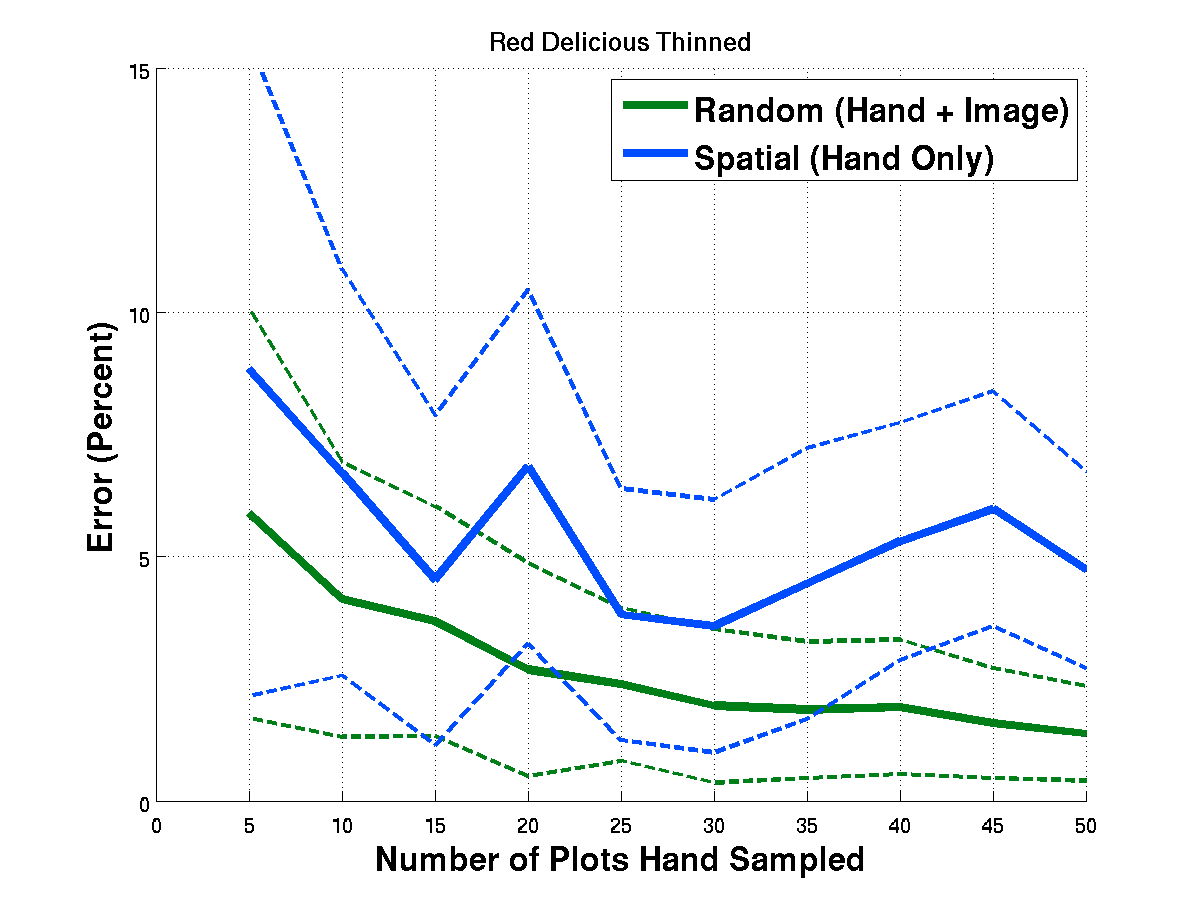 Red Delicious Thinned
15
10
5
0
Random (Hand + Image)
Spatial (Hand Only)
Error (Percent)
0 5 10 15 20 25 30 35 40 45 50
Number of Plots Hand Sampled